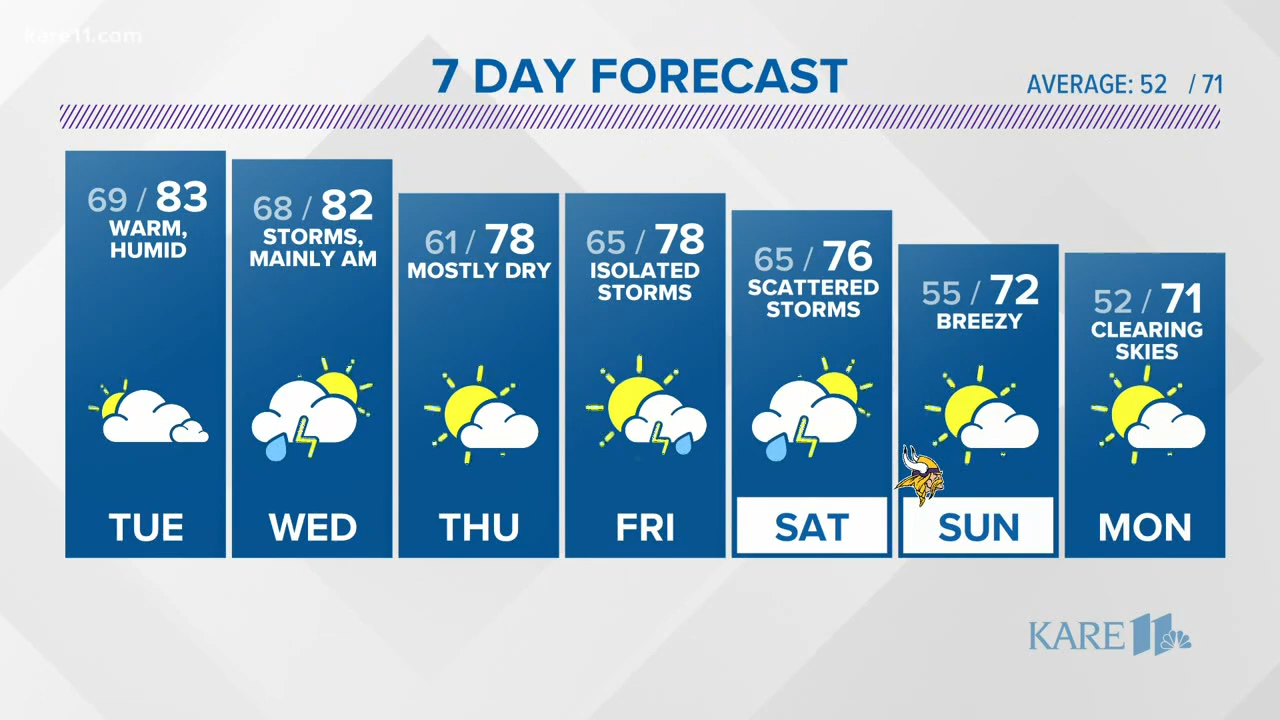 kare11.com
7 DAY FORECAST
AVERAGE: 52 / 71
69 / 83
WARM,
HUMID
TUE
68 / 82
STORMS,
MAINLY AM
WED
61 / 78
MOSTLY DRY
THU
65 / 78
ISOLATED
STORMS
FRI
65 / 76
SCATTERED
STORMS
SAT
55 / 72
BREEZY
SUN
52 / 71
CLEARING
SKIES
MON
KARE 11